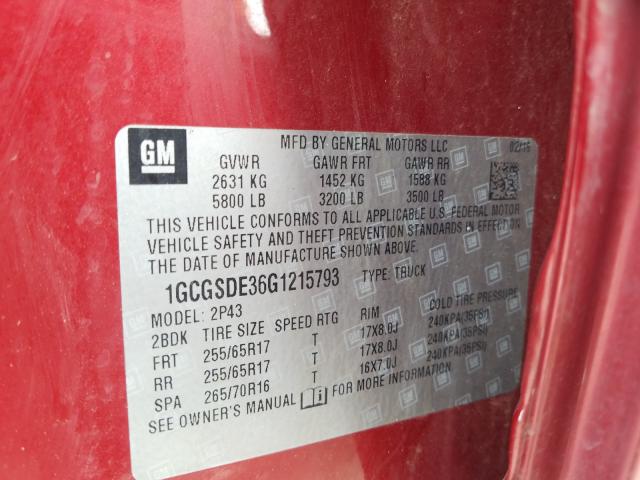 GM
MFD BY GENERAL MOTORS LLC 02/16
GVWR GAWR FRT GAWR RR
2631 KG 1452 KG 1588 KG
5800 LB 3200 LB 3500 LB
THIS VEHICLE CONFORMS TO ALL APPLICABLE U.S. FEDERAL MOTOR
VEHICLE SAFETY AND THEFT PREVENTION STANDARDS IN EFFECT ON
THE DATE OF MANUFACTURE SHOWN ABOVE.
1GCGSDE36G1215793 TYPE: TRUCK
MODEL: 2P43
2BDK TIRE SIZE SPEED RTG RIM COLD TIRE PRESSURE
FRT 255/65R17 T 17X8.0J 240KPA(35PSI)
RR 255/65R17 T 17X8.0J 240KPA(35PSI)
SPA 265/70R16 T 16X7.0J 240KPA(35PSI)
SEE OWNER'S MANUAL FOR MORE INFORMATION.